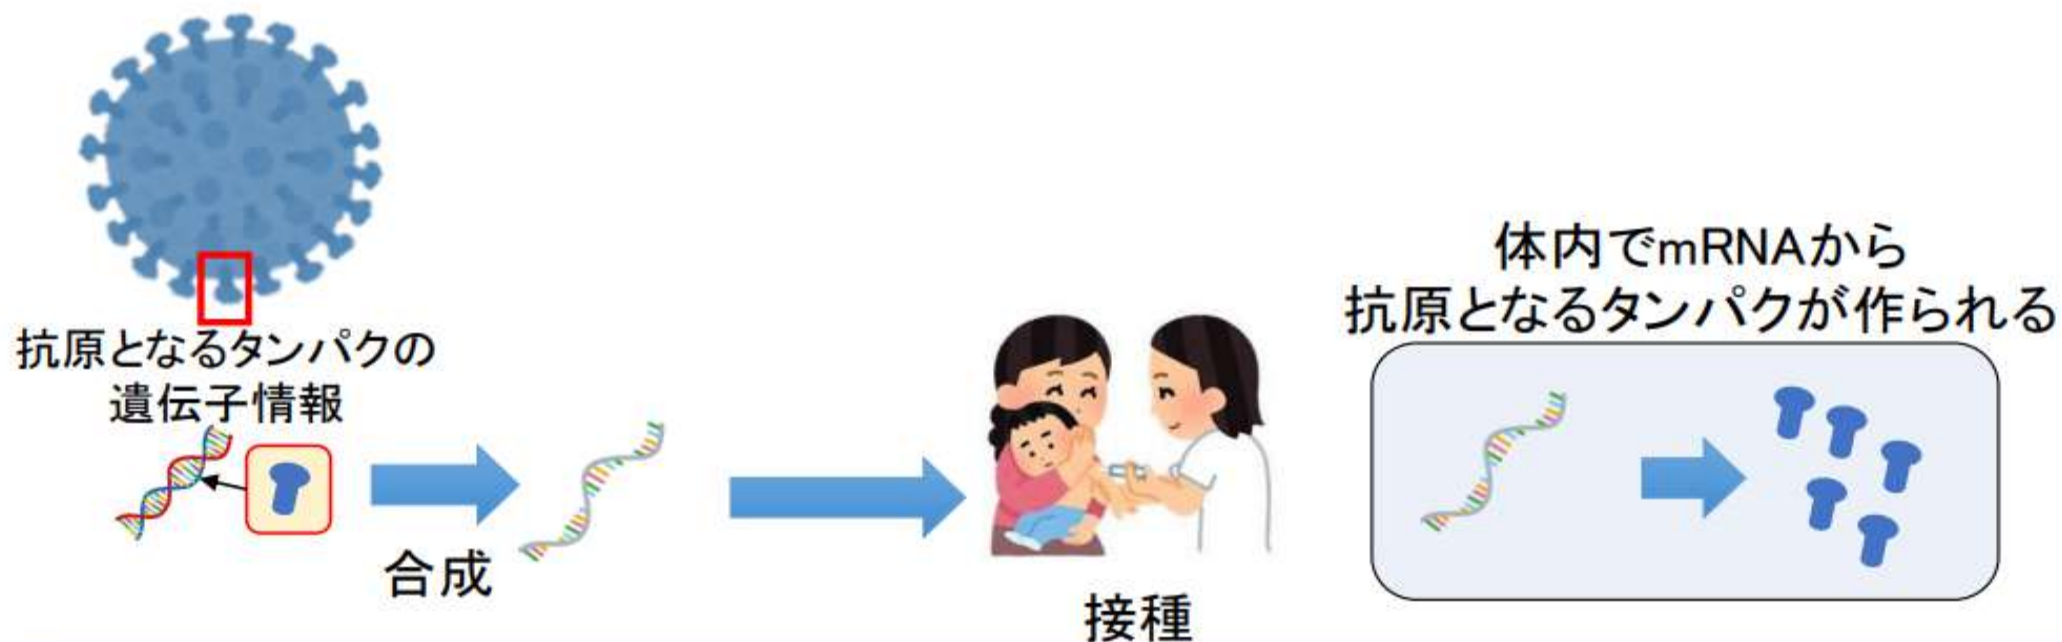 抗原となるタンパクの
遺伝子情報
合成
接種
体内でmRNAから
抗原となるタンパクが作られる